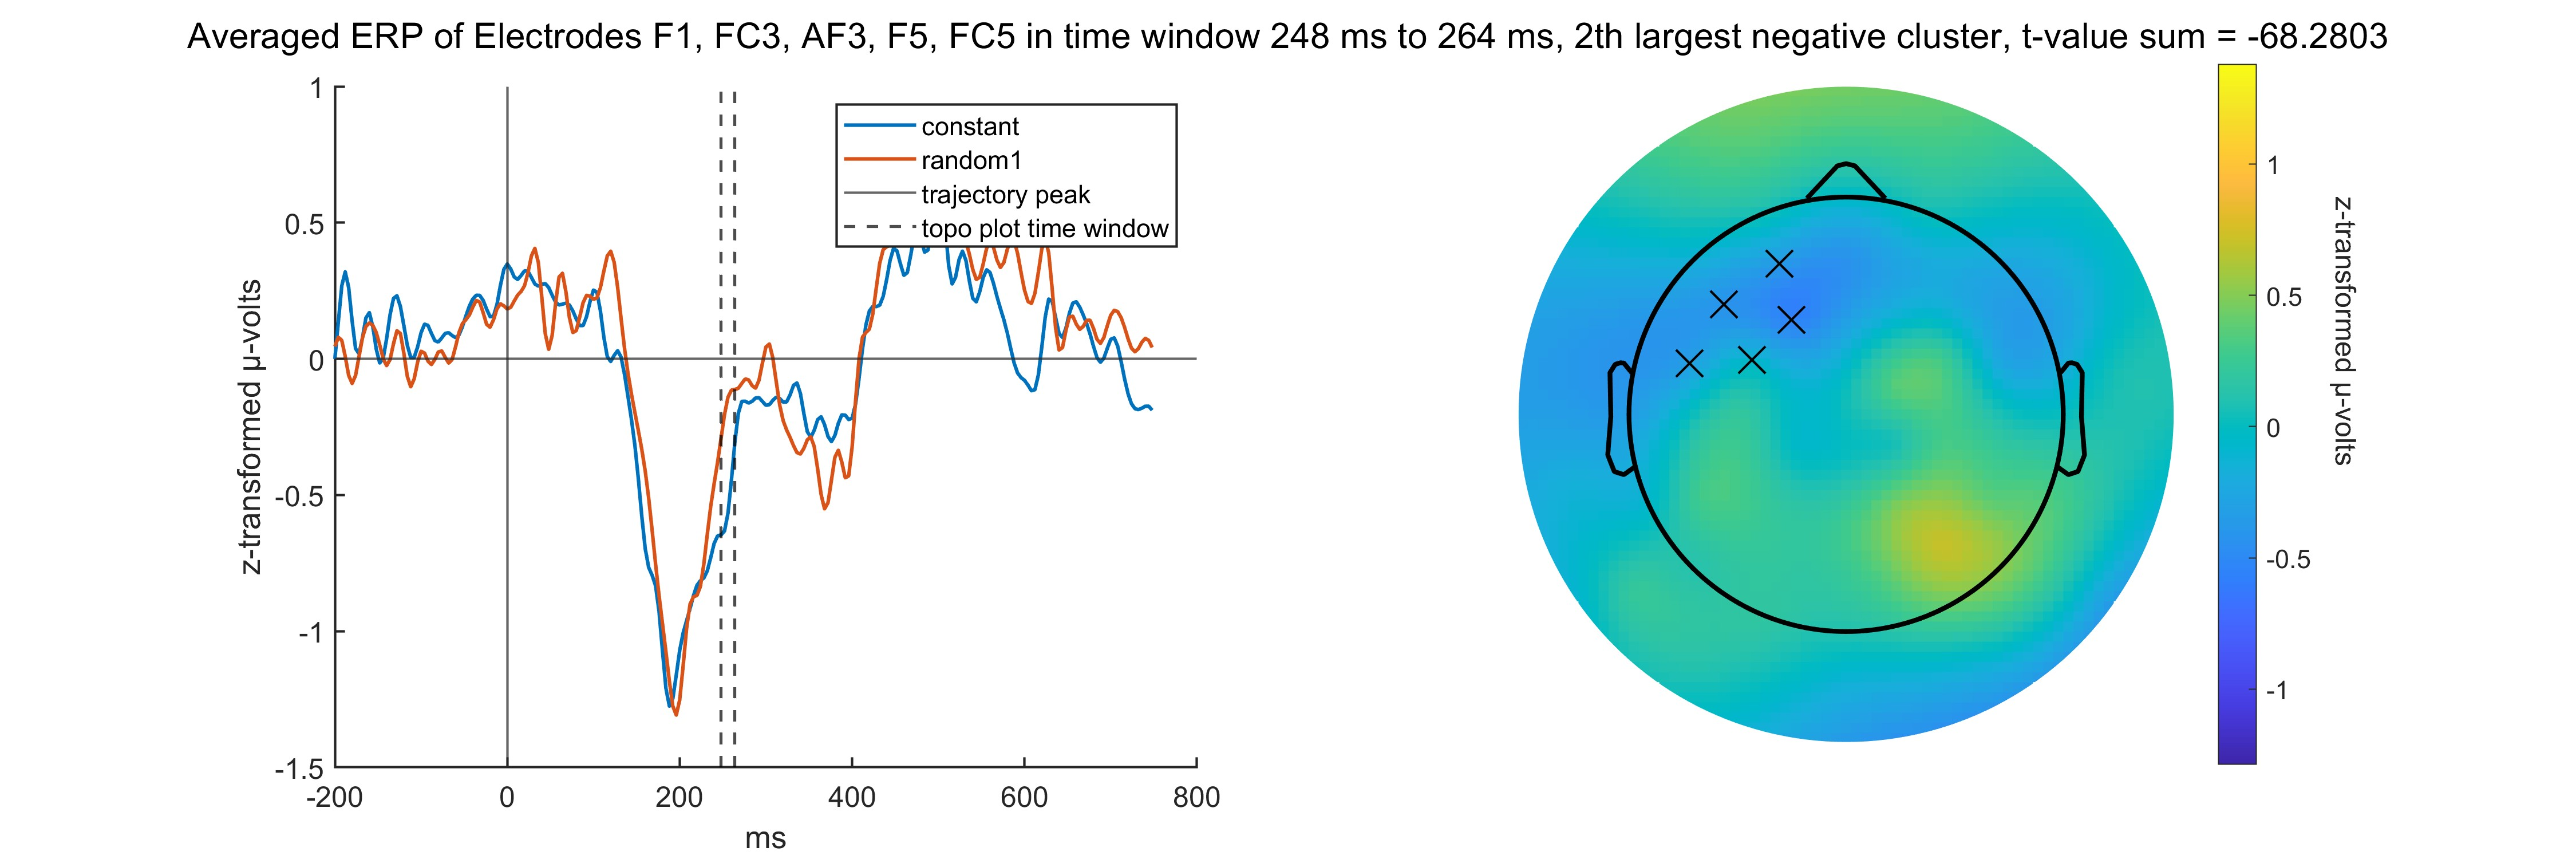 Averaged ERP of Electrodes F1, FC3, AF3, F5, FC5 in time window 248 ms to 264 ms, 2th largest negative cluster, t-value sum = -68.2803
1
0.5
0
-0.5
-1
-1.5
z-transformed μ-volts
-200 0 200 400 600 800
ms
constant
random1
trajectory peak
topo plot time window
1
0.5
0
-0.5
-1
z-transformed μ-volts